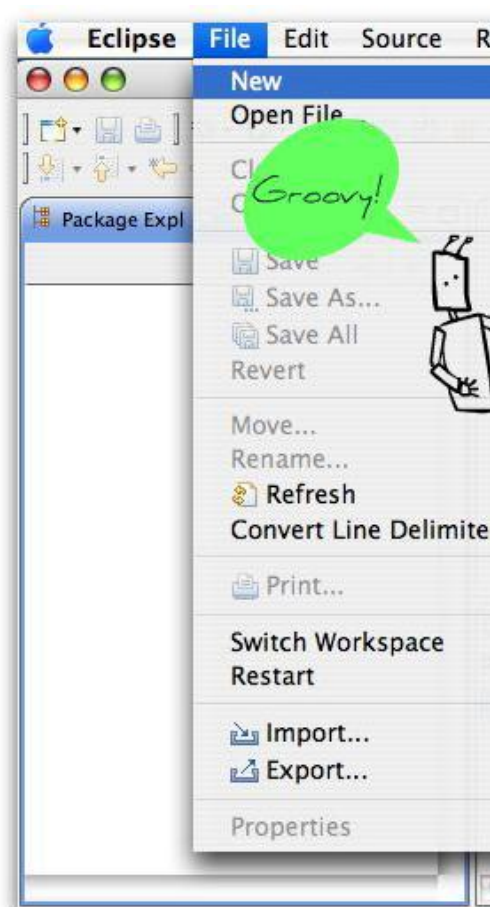 Eclipse File Edit Source R
New
Open File...
Groovy!
Save
Save As...
Save All
Revert
Move...
Rename...
Refresh
Convert Line Delimite
Print...
Switch Workspace
Restart
Import...
Export...
Properties
Package Expl